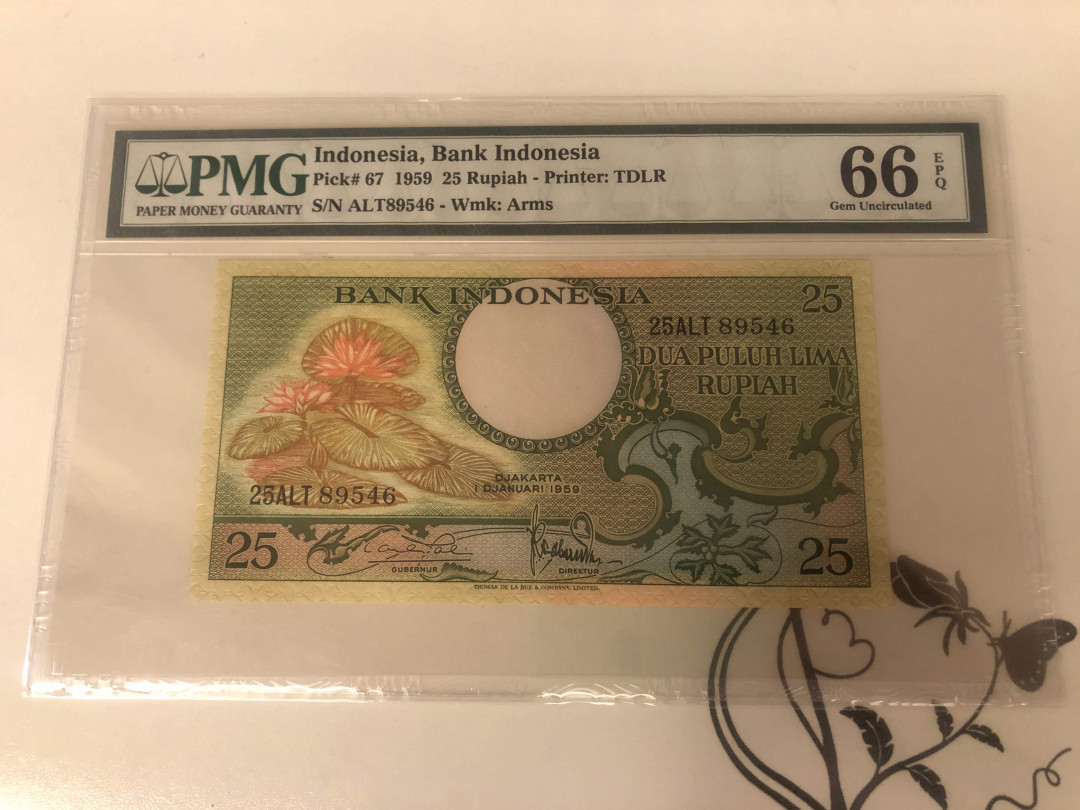 PMG
PAPER MONEY GUARANTY
Indonesia, Bank Indonesia
Pick# 67 1959 25 Rupiah - Printer: TDLR
S/N ALT89546 - Wmk: Arms
66 EPQ
Gem Uncirculated
BANK INDONESIA
25
25ALT 89546
DUA PULUH LIMA
RUPIAH
DJAKARTA
1 DJANUARI 1959
25ALT 89546
25
GUBERNUR
DIREKTUR
25
THOMAS DE LA RUE & COMPANY, LIMITED.